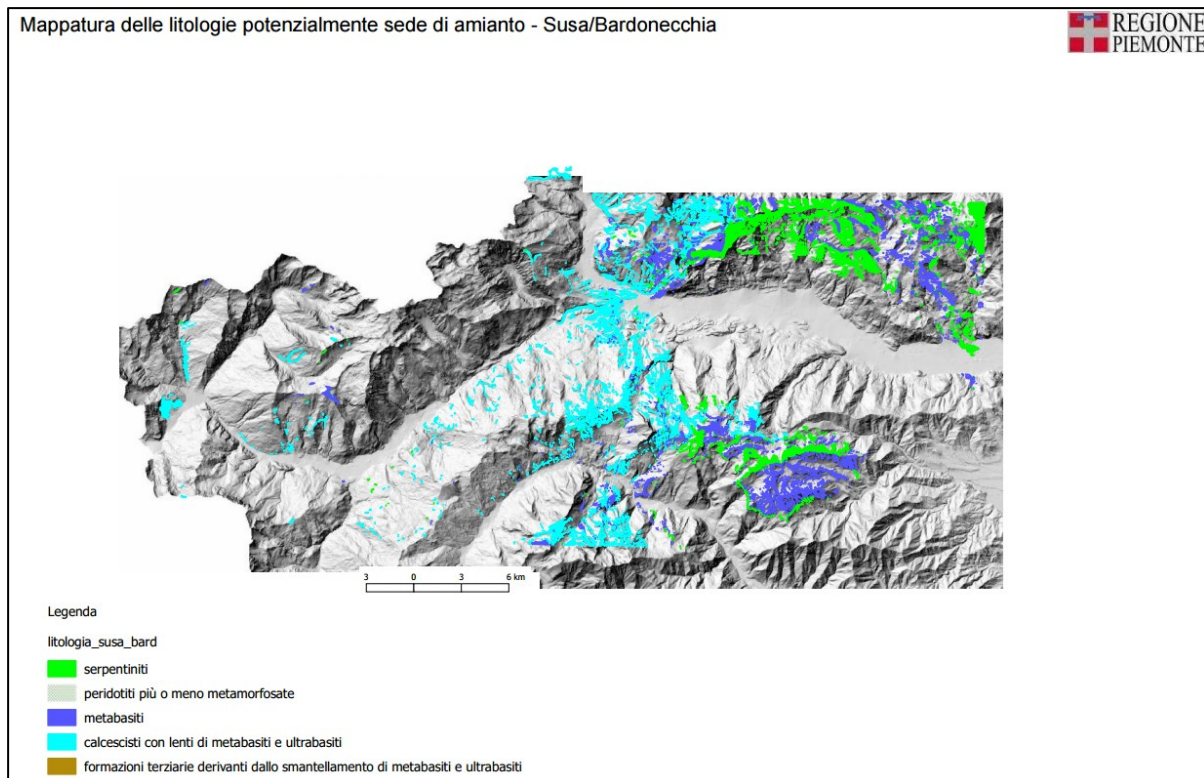 Mappatura delle litologie potenzialmente sede di amianto - Susa/Bardonecchia
REGIONE
PIEMONTE
3 0 3 6 km
Legenda
litologia_susa_bard
serpentiniti
peridotiti più o meno metamorfosate
metabasiti
calcescisti con lenti di metabasiti e ultrabasiti
formazioni terziarie derivanti dallo smantellamento di metabasiti e ultrabasiti